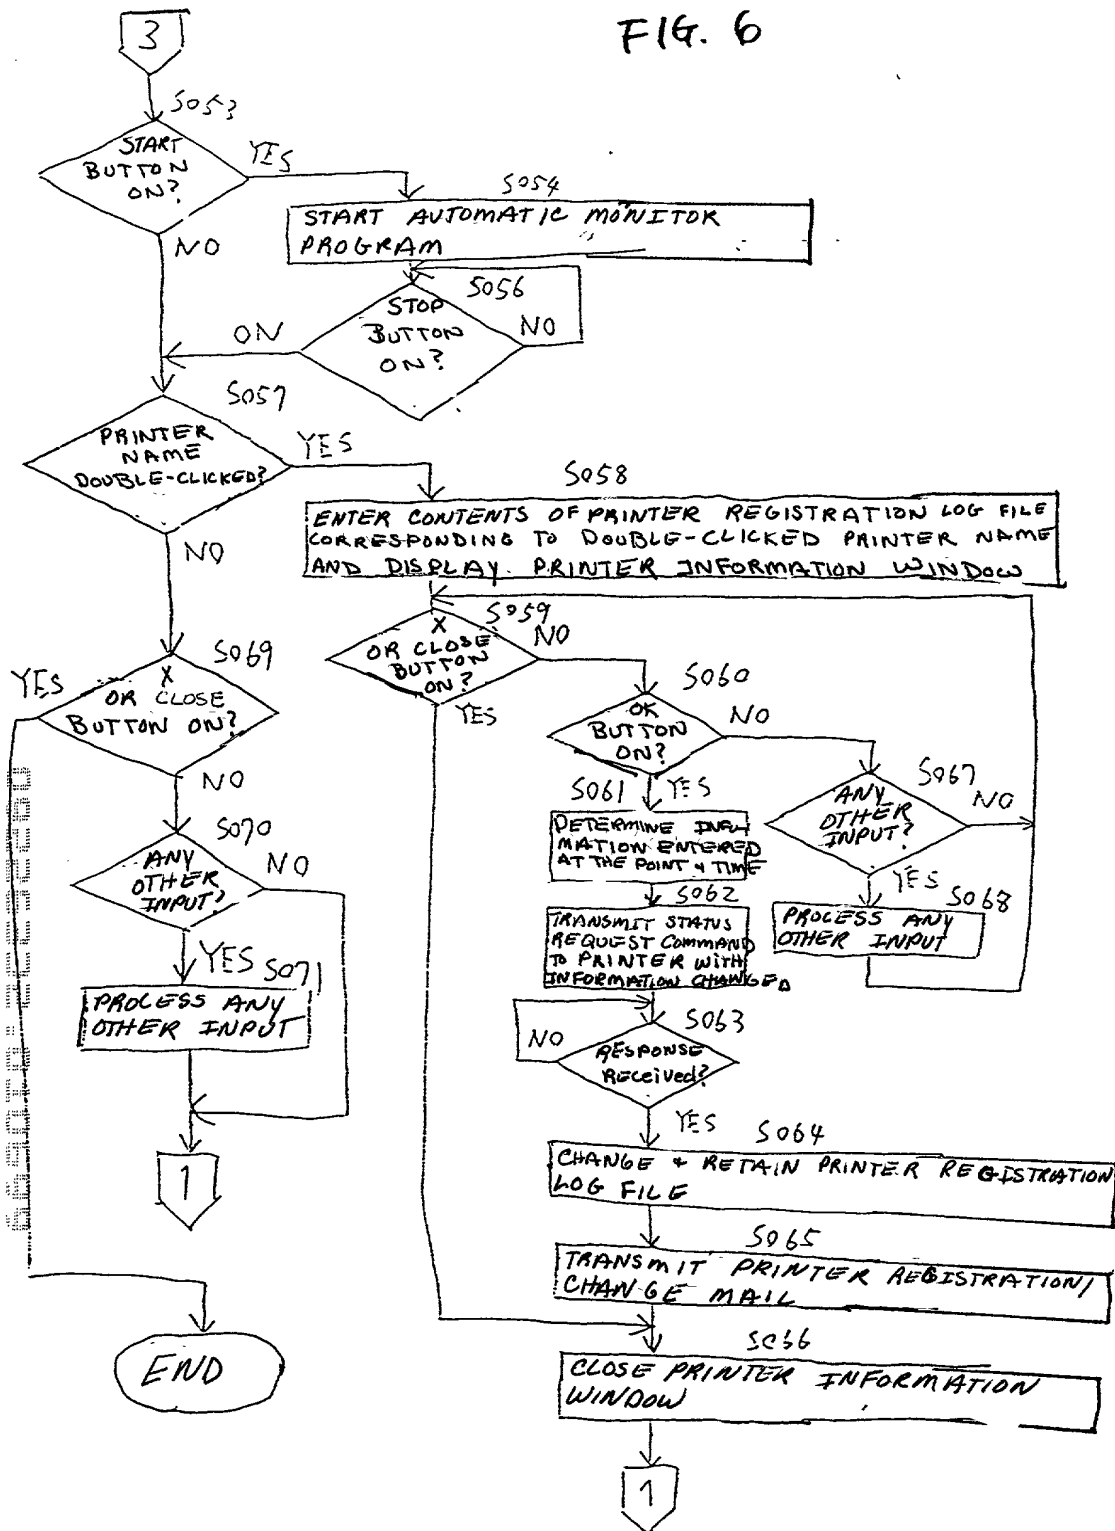 FIG. 6
3
S053
START
BUTTON
ON?
YES
NO
S054
START AUTOMATIC MONITOR
PROGRAM
S056
STOP
BUTTON
ON?
ON
NO
S057
PRINTER
NAME
DOUBLE-CLICKED?
YES
NO
S058
ENTER CONTENTS OF PRINTER REGISTRATION LOG FILE
CORRESPONDING TO DOUBLE-CLICKED PRINTER NAME
AND DISPLAY PRINTER INFORMATION WINDOW
S059
X
OR CLOSE
BUTTON
ON?
NO
YES
S069
X
OR CLOSE
BUTTON ON?
YES
NO
S060
OK
BUTTON
ON?
NO
YES
S061
DETERMINE INFOR
MATION ENTERED
AT THE POINT & TIME
S067
ANY
OTHER
INPUT?
NO
YES
S068
PROCESS ANY
OTHER INPUT
S062
TRANSMIT STATUS
REQUEST COMMAND
TO PRINTER WITH
INFORMATION CHANGED
S070
ANY
OTHER
INPUT?
NO
YES
S071
PROCESS ANY
OTHER INPUT
1
S063
RESPONSE
RECEIVED?
NO
YES
S064
CHANGE & RETAIN PRINTER REGISTRATION
LOG FILE
S065
TRANSMIT PRINTER REGISTRATION/
CHANGE MAIL
S066
CLOSE PRINTER INFORMATION
WINDOW
1
END